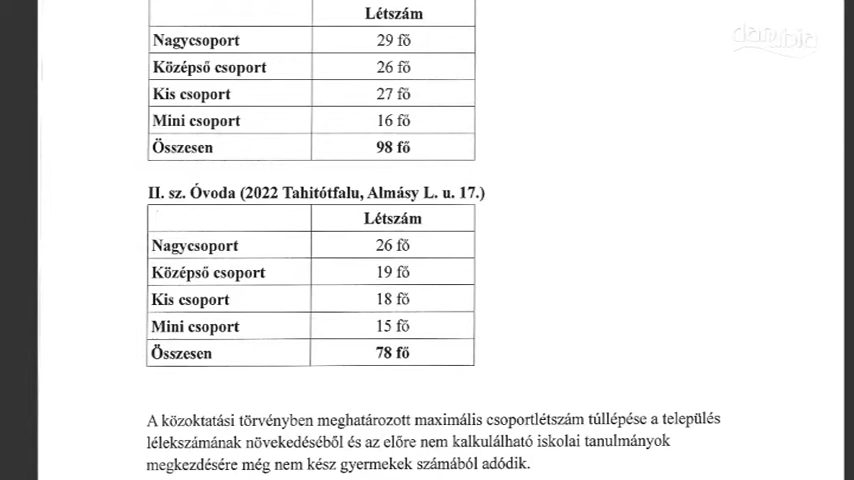 danubia
Létszám
Nagycsoport 29 fő
Középső csoport 26 fő
Kis csoport 27 fő
Mini csoport 16 fő
Összesen 98 fő
II. sz. Óvoda (2022 Tahitótfalu, Almásy L. u. 17.)
Létszám
Nagycsoport 26 fő
Középső csoport 19 fő
Kis csoport 18 fő
Mini csoport 15 fő
Összesen 78 fő
A közoktatási törvényben meghatározott maximális csoportlétszám túllépése a település
lélekszámának növekedéséből és az előre nem kalkulálható iskolai tanulmányok
megkezdésére még nem kész gyermekek számából adódik.